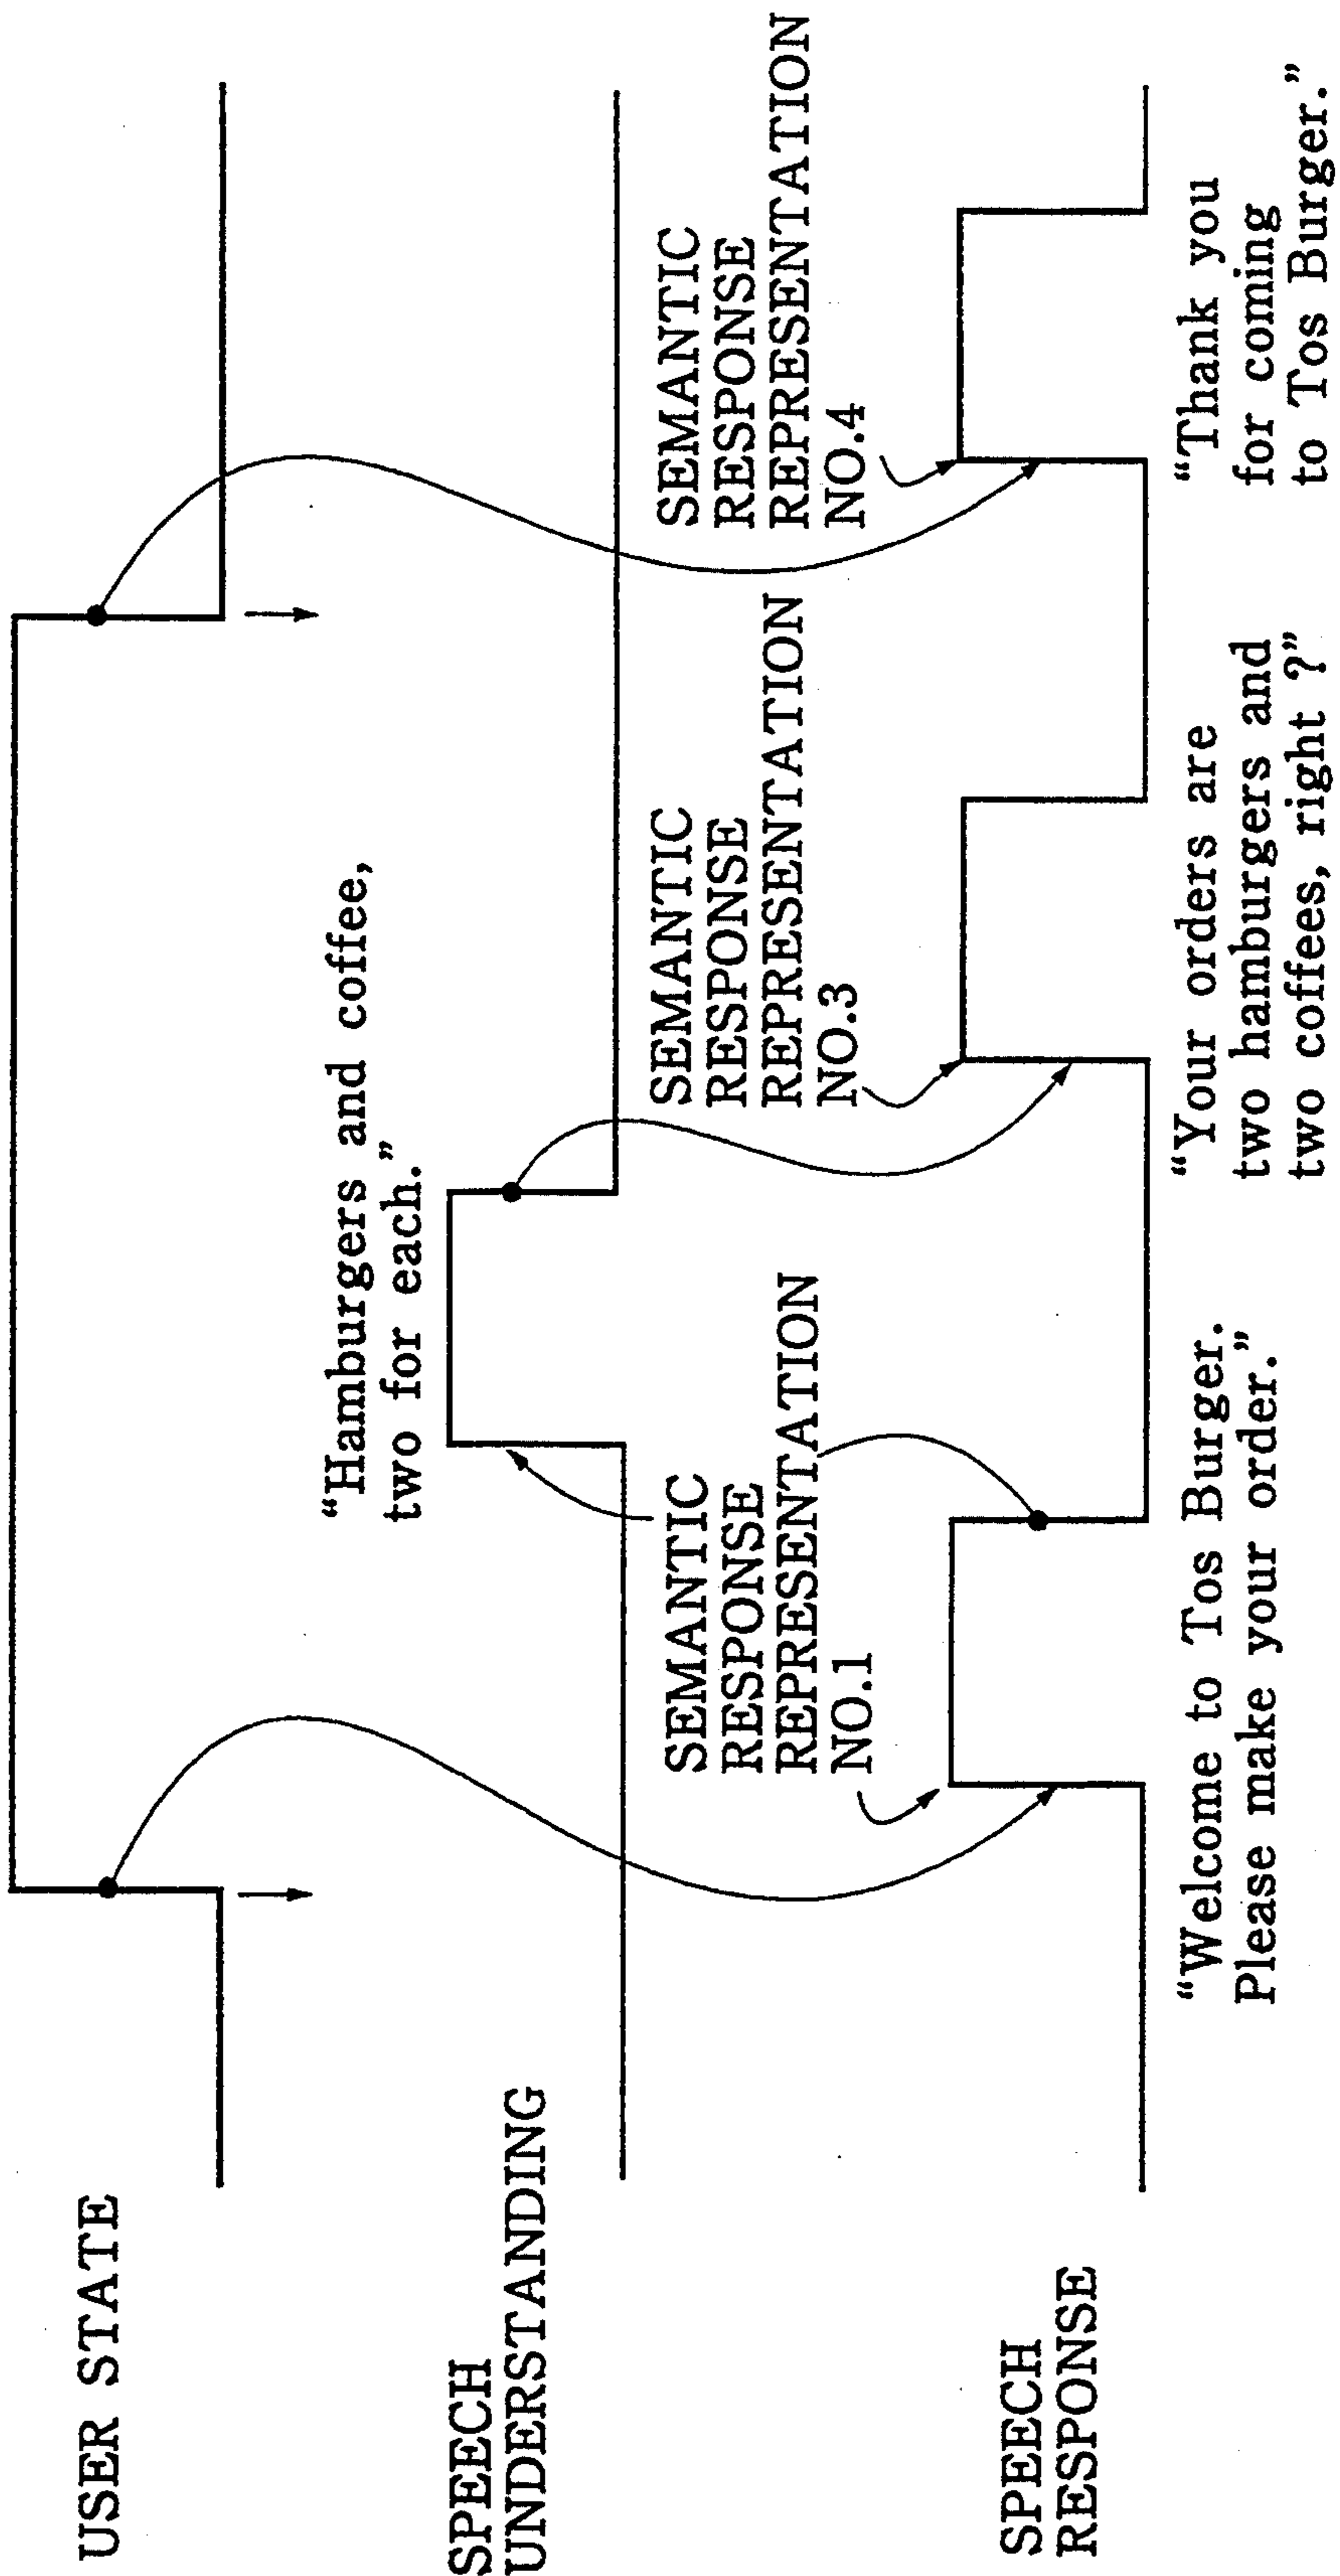 USER STATE
“Hamburgers and coffee,
two for each.”
SPEECH
UNDERSTANDING
SEMANTIC
RESPONSE
REPRESENTATION
NO.1
SEMANTIC
RESPONSE
REPRESENTATION
NO.3
SEMANTIC
RESPONSE
REPRESENTATION
NO.4
SPEECH
RESPONSE
“Welcome to Tos Burger.
Please make your order.”
“Your orders are
two hamburgers and
two coffees, right ?”
“Thank you
for coming
to Tos Burger.”